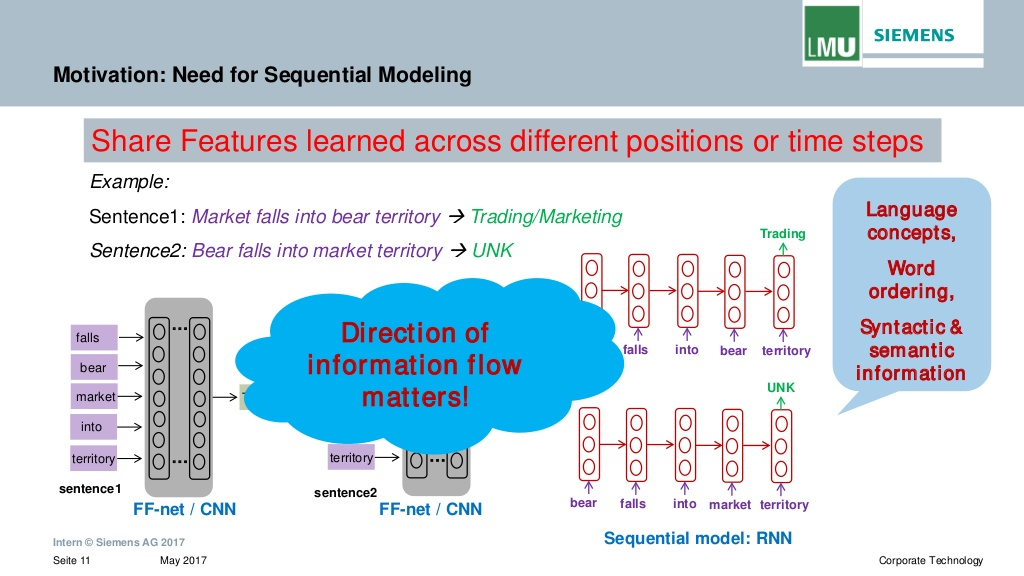 LMU
SIEMENS
Motivation: Need for Sequential Modeling
Share Features learned across different positions or time steps
Example:
Sentence1: Market falls into bear territory → Trading/Marketing
Sentence2: Bear falls into market territory → UNK
Language
concepts,
Word
ordering,
Syntactic &
semantic
information
Trading
falls into bear territory
Direction of
information flow
matters!
falls
bear
market
into
territory
...
...
sentence1
FF-net / CNN
territory
...
sentence2
FF-net / CNN
UNK
bear falls into market territory
Sequential model: RNN
Intern © Siemens AG 2017
Seite 11 May 2017 Corporate Technology